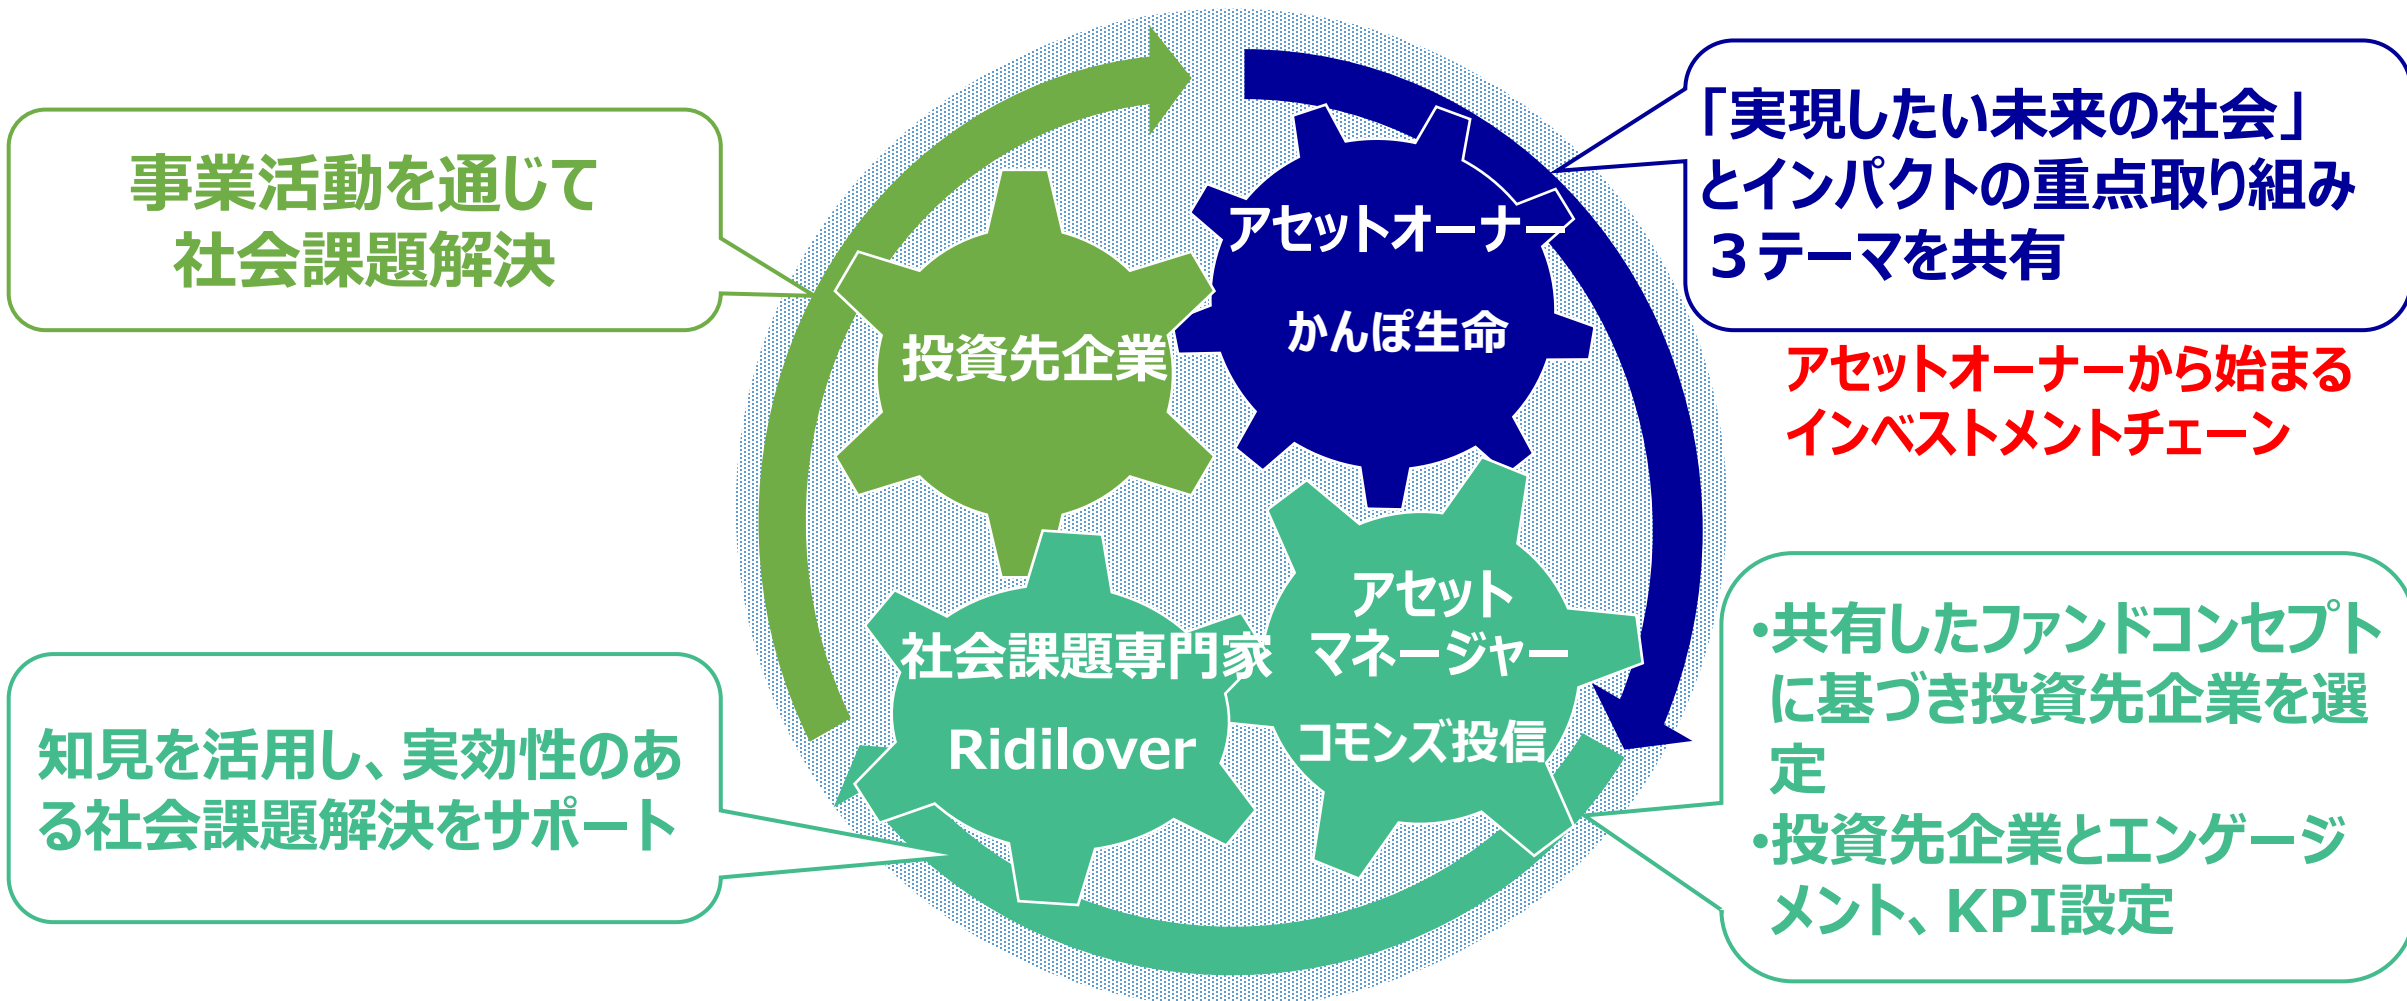 事業活動を通じて
社会課題解決
アセットオーナー
かんぽ生命
「実現したい未来の社会」
とインパクトの重点取り組み
３テーマを共有
アセットオーナーから始まる
インベストメントチェーン
投資先企業
アセット
マネージャー
コモンズ投信
社会課題専門家
Ridilover
知見を活用し、実効性のあ
る社会課題解決をサポート
•共有したファンドコンセプト
に基づき投資先企業を選
定
•投資先企業とエンゲージ
メント、KPI設定